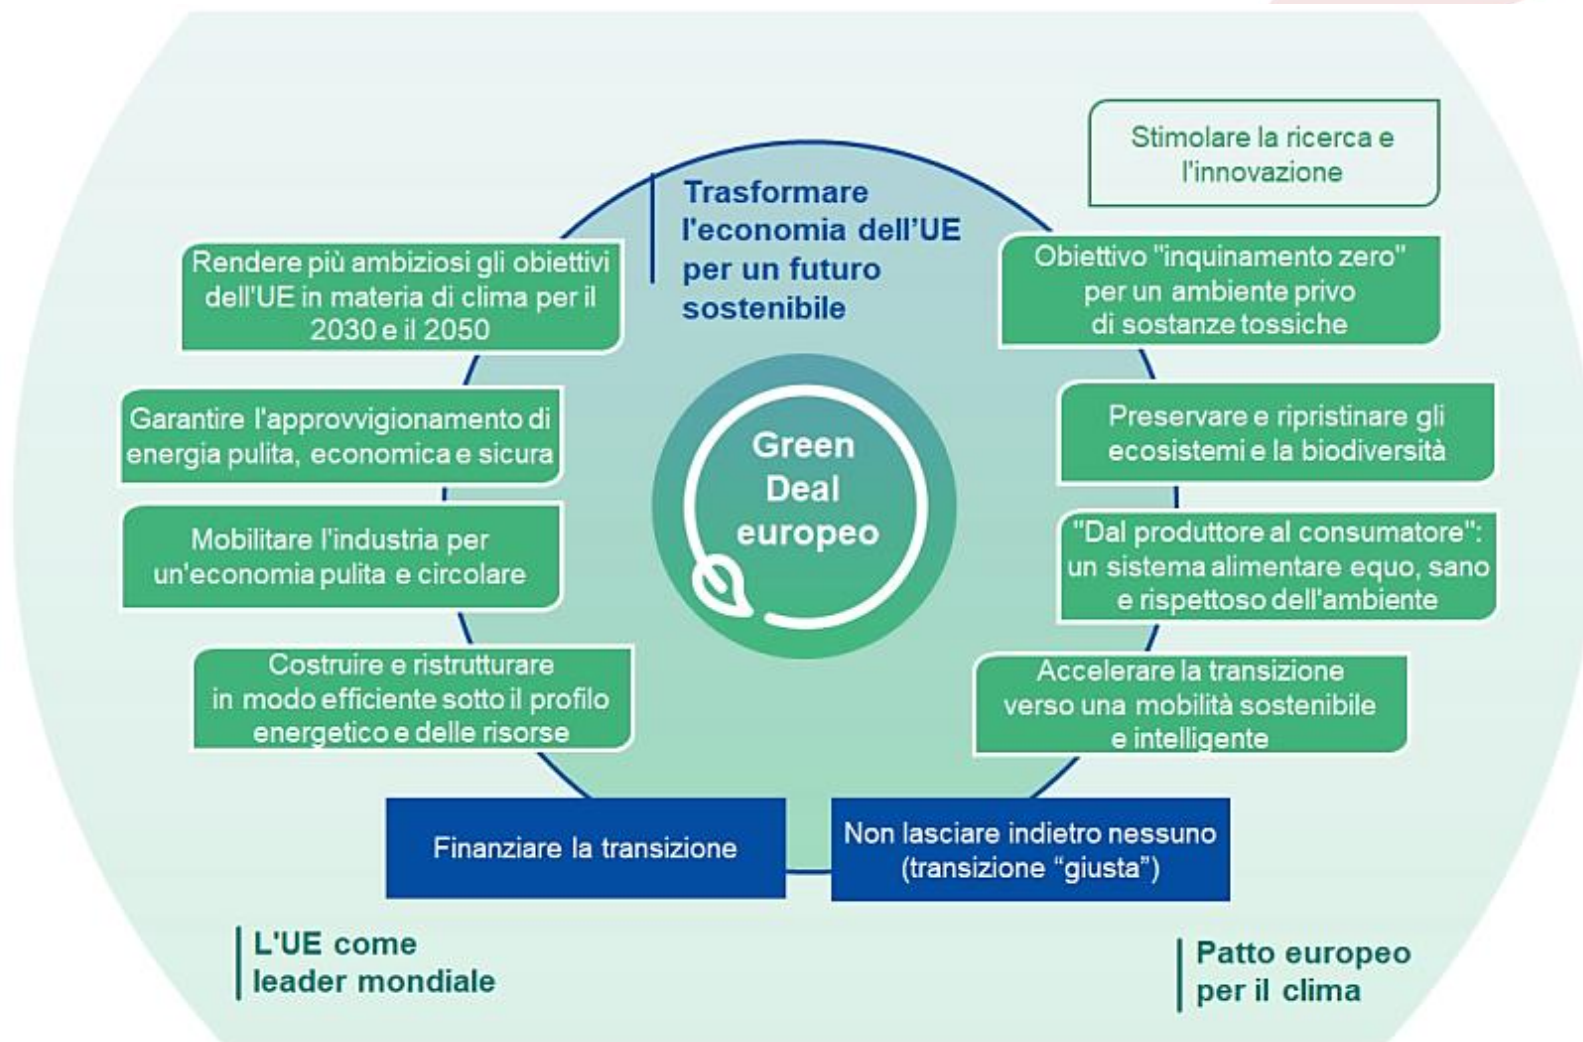 Stimolare la ricerca e
l'innovazione
Trasformare
l'economia dell'UE
per un futuro
sostenibile
Rendere più ambiziosi gli obiettivi
dell'UE in materia di clima per il
2030 e il 2050
Obiettivo "inquinamento zero"
per un ambiente privo
di sostanze tossiche
Garantire l'approvvigionamento di
energia pulita, economica e sicura
Preservare e ripristinare gli
ecosistemi e la biodiversità
Green
Deal
europeo
Mobilitare l'industria per
un'economia pulita e circolare
"Dal produttore al consumatore":
un sistema alimentare equo, sano
e rispettoso dell'ambiente
Costruire e ristrutturare
in modo efficiente sotto il profilo
energetico e delle risorse
Accelerare la transizione
verso una mobilità sostenibile
e intelligente
Finanziare la transizione
Non lasciare indietro nessuno
(transizione “giusta”)
L'UE come
leader mondiale
Patto europeo
per il clima